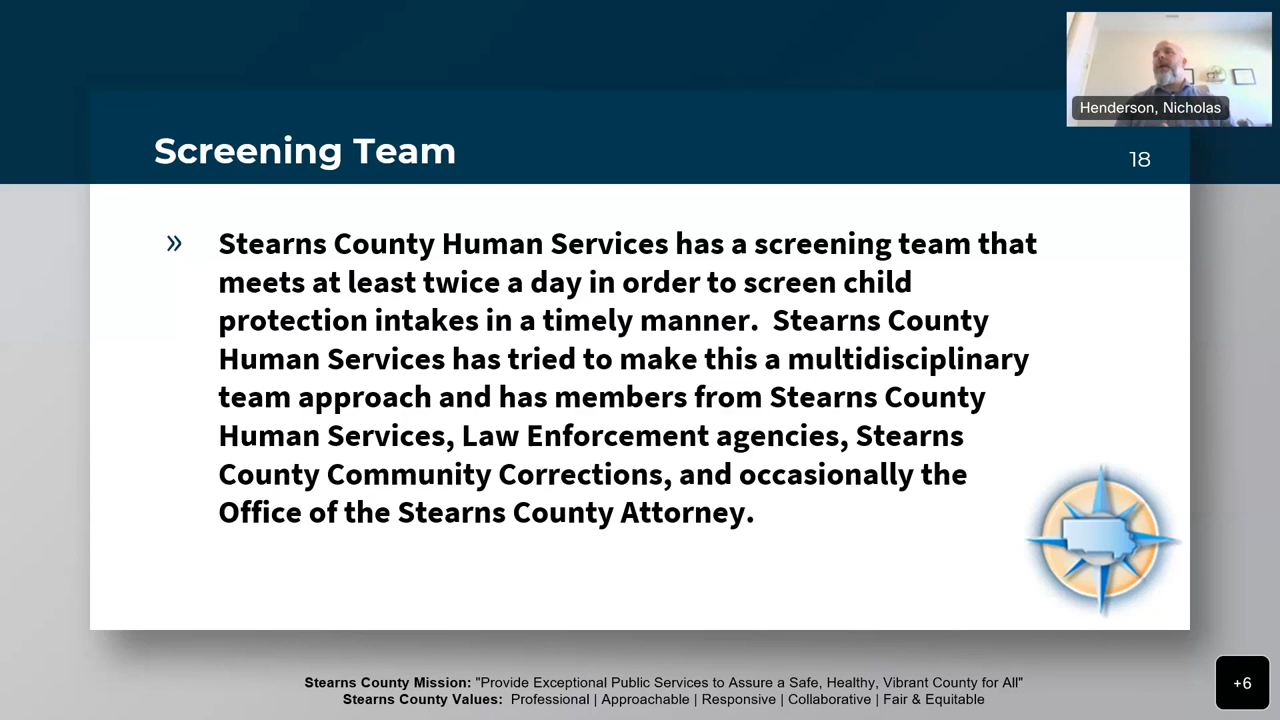 Henderson, Nicholas
Screening Team
18
» Stearns County Human Services has a screening team that
meets at least twice a day in order to screen child
protection intakes in a timely manner.  Stearns County
Human Services has tried to make this a multidisciplinary
team approach and has members from Stearns County
Human Services, Law Enforcement agencies, Stearns
County Community Corrections, and occasionally the
Office of the Stearns County Attorney.
Stearns County Mission: "Provide Exceptional Public Services to Assure a Safe, Healthy, Vibrant County for All"
Stearns County Values:  Professional | Approachable | Responsive | Collaborative | Fair & Equitable
+6